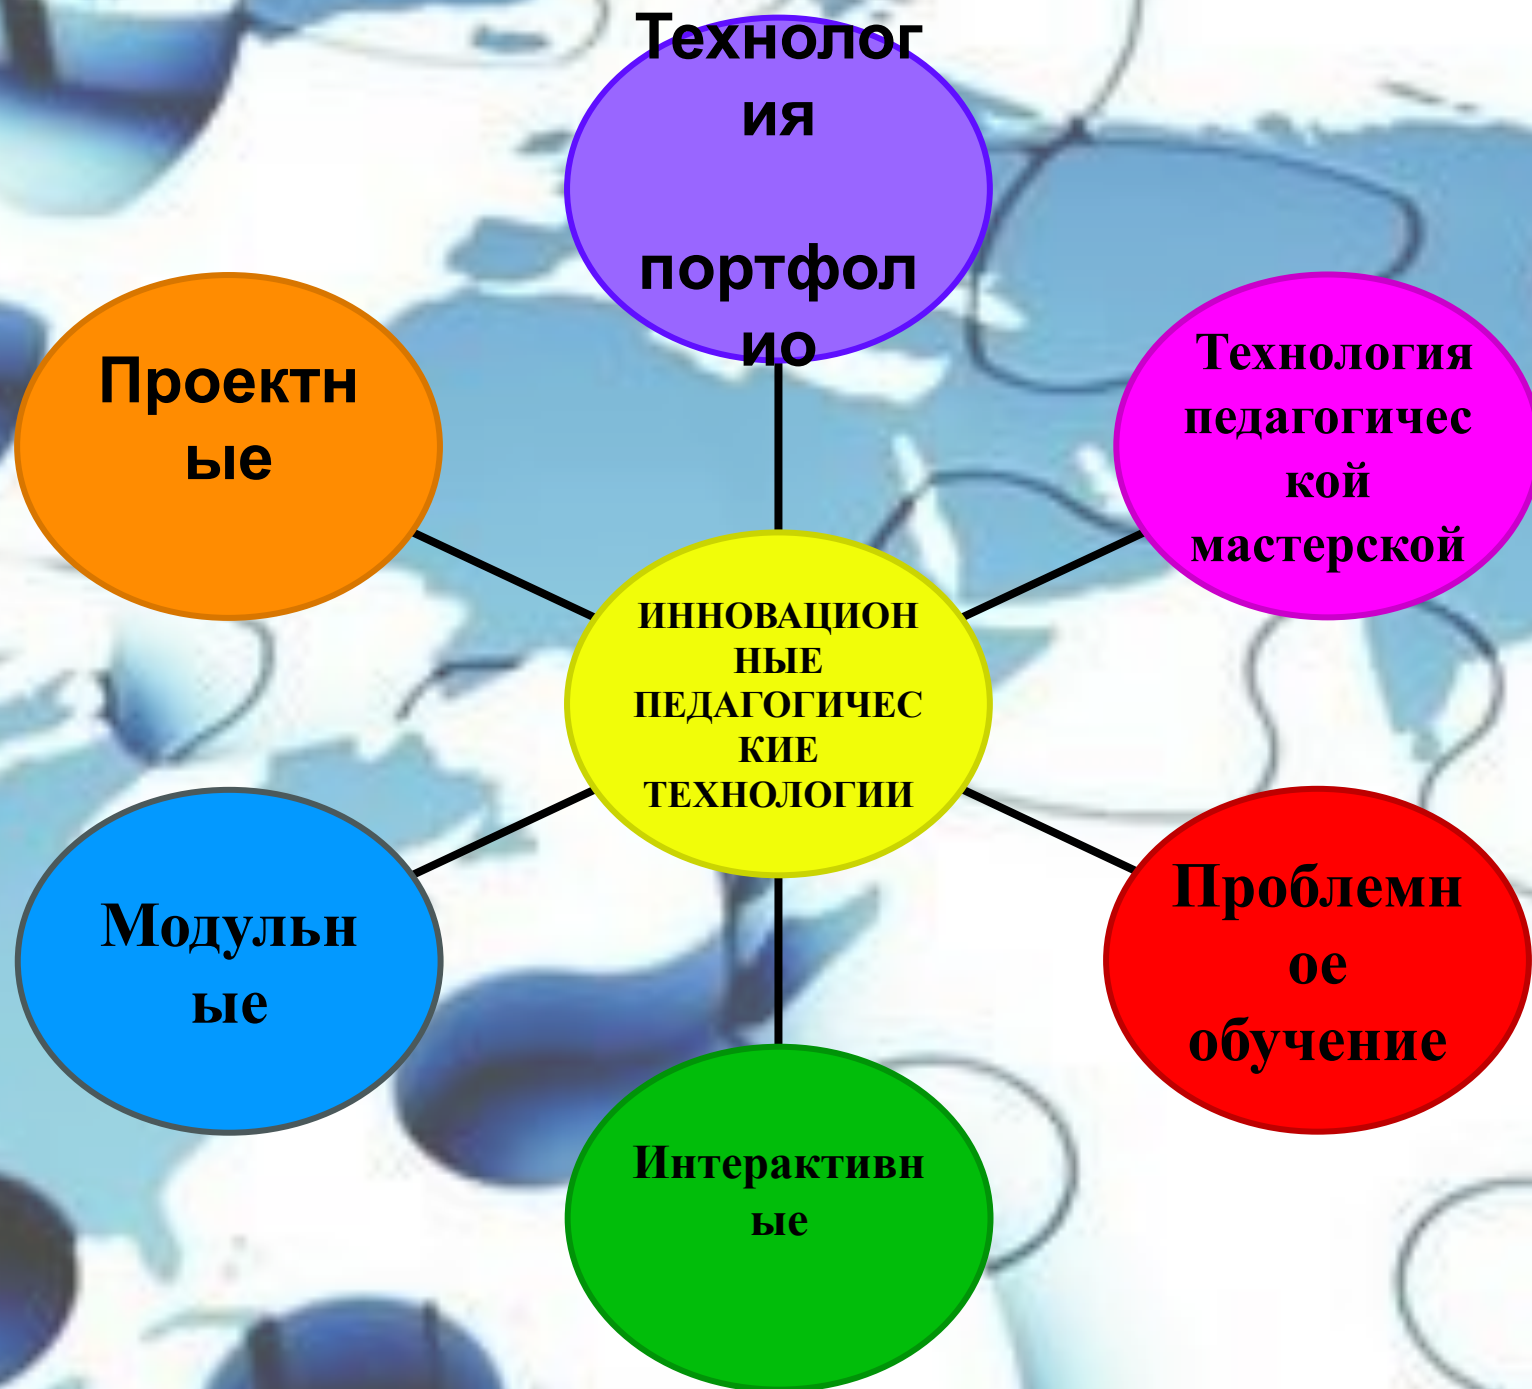 Технолог
ия
портфол
ио
Проектн
ые
Технология
педагогичес
кой
мастерской
ИННОВАЦИОН
НЫЕ
ПЕДАГОГИЧЕС
КИЕ
ТЕХНОЛОГИИ
Модульн
ые
Проблемн
ое
обучение
Интерактивн
ые